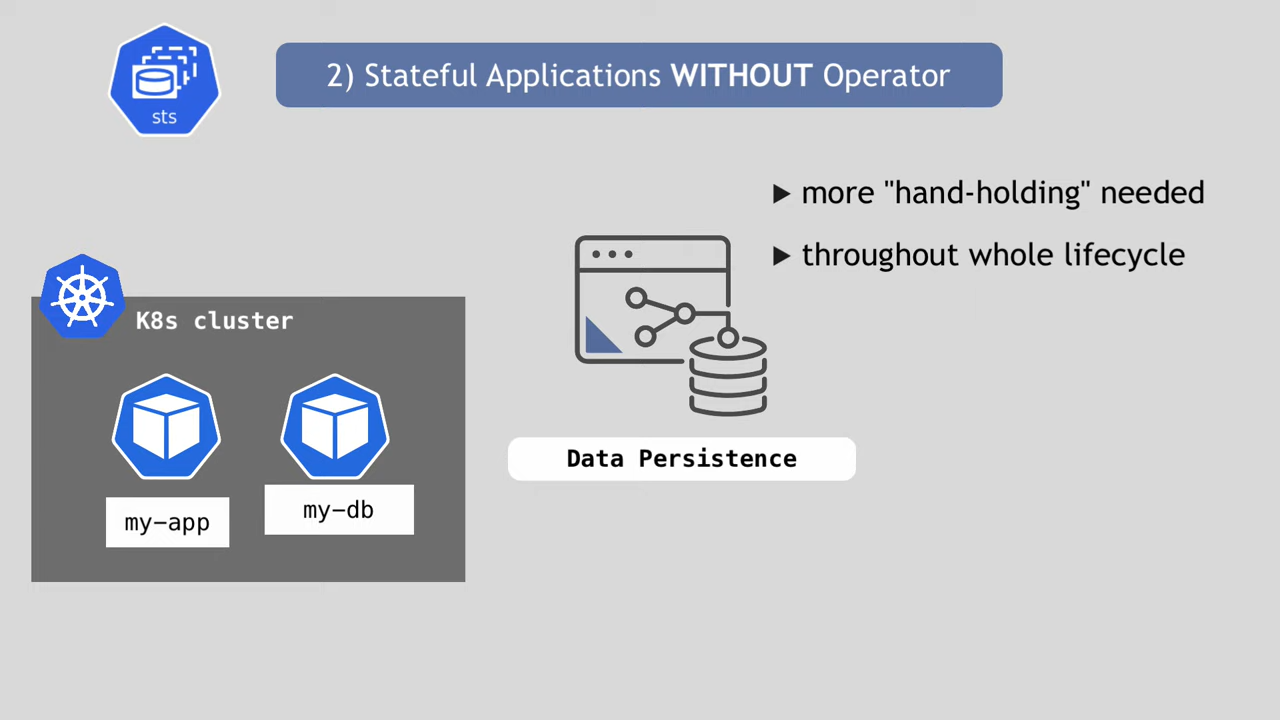 sts
2) Stateful Applications WITHOUT Operator
▶ more "hand-holding" needed
▶ throughout whole lifecycle
K8s cluster
my-app
my-db
Data Persistence